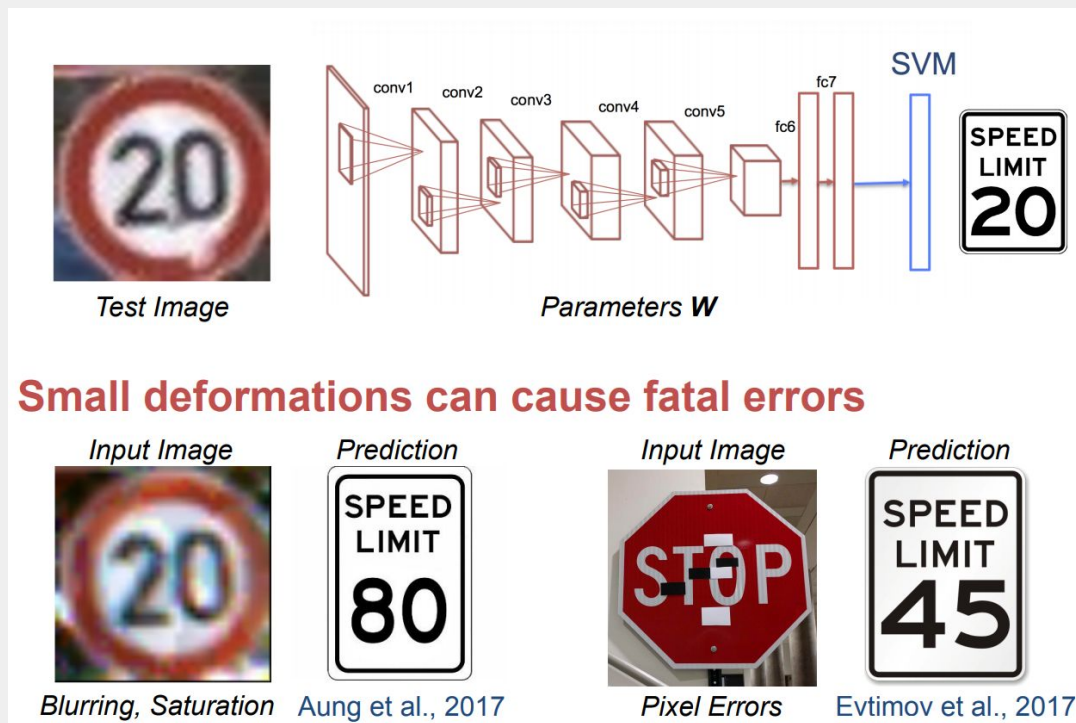 20
conv1
conv2
conv3
conv4
conv5
fc6
fc7
SVM
SPEED
LIMIT
20
Test Image
Parameters W
Small deformations can cause fatal errors
Input Image
Prediction
Input Image
Prediction
20
SPEED
LIMIT
80
STOP
SPEED
LIMIT
45
Blurring, Saturation
Aung et al., 2017
Pixel Errors
Evtimov et al., 2017